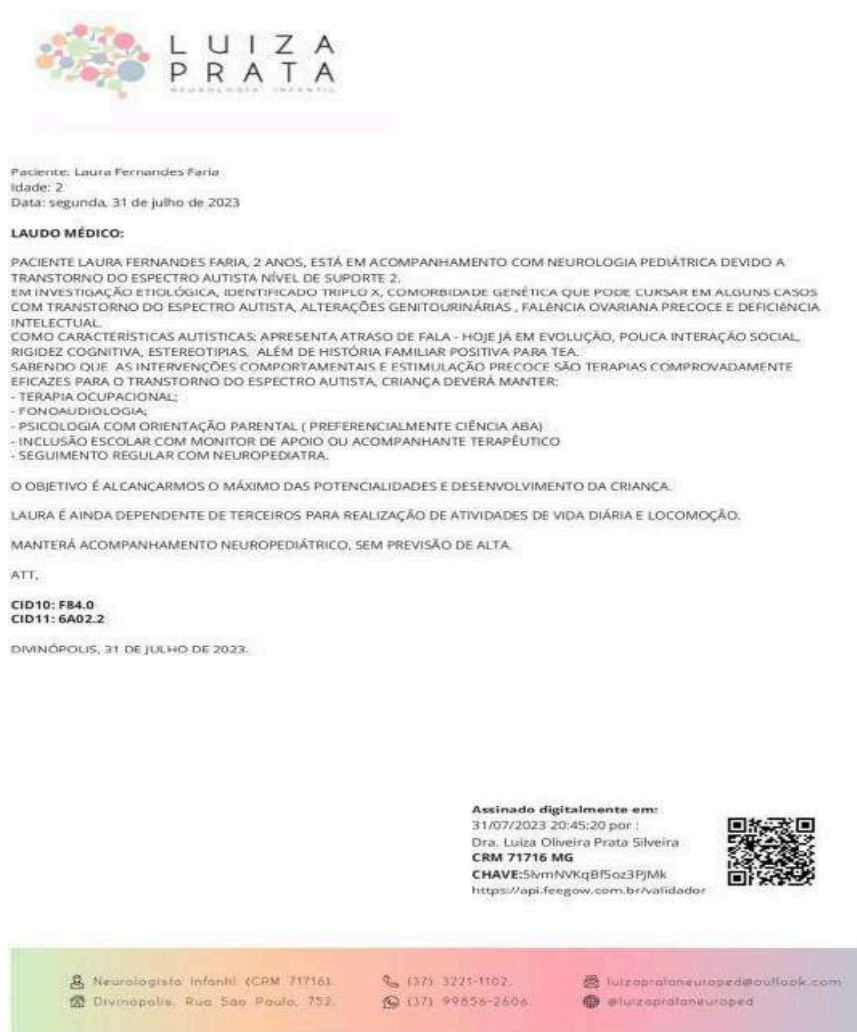 LUIZA
PRATA
NEUROLOGIA INFANTIL
Paciente: Laura Fernandes Faria
Idade: 2
Data: segunda, 31 de julho de 2023
LAUDO MÉDICO:
PACIENTE LAURA FERNANDES FARIA, 2 ANOS, ESTÁ EM ACOMPANHAMENTO COM NEUROLOGIA PEDIÁTRICA DEVIDO A
TRANSTORNO DO ESPECTRO AUTISTA NÍVEL DE SUPORTE 2.
EM INVESTIGAÇÃO ETIOLÓGICA, IDENTIFICADO TRIPLO X, COMORBIDADE GENÉTICA QUE PODE CURSAR EM ALGUNS CASOS
COM TRANSTORNO DO ESPECTRO AUTISTA, ALTERAÇÕES GENITOURINÁRIAS , FALêNCIA OVARIANA PRECOCE E DEFICIêNCIA
INTELECTUAL.
COMO CARACTERÍSTICAS AUTÍSTICAS: APRESENTA ATRASO DE FALA - HOJE JÁ EM EVOLUÇÃO, POUCA INTERAÇÃO SOCIAL,
RIGIDEZ COGNITIVA, ESTEREOTIPIAS, ALÉM DE HISTÓRIA FAMILIAR POSITIVA PARA TEA.
SABENDO QUE AS INTERVENÇÕES COMPORTAMENTAIS E ESTIMULAÇÃO PRECOCE SÃO TERAPIAS COMPROVADAMENTE
EFICAZES PARA O TRANSTORNO DO ESPECTRO AUTISTA, CRIANÇA DEVERÁ MANTER:
- TERAPIA OCUPACIONAL;
- FONOAUDIOLOGIA;
- PSICOLOGIA COM ORIENTAÇÃO PARENTAL ( PREFERENCIALMENTE CIÊNCIA ABA)
- INCLUSÃO ESCOLAR COM MONITOR DE APOIO OU ACOMPANHANTE TERAPÊUTICO
- SEGUIMENTO REGULAR COM NEUROPEDIATRA.
O OBJETIVO É ALCANÇARMOS O MÁXIMO DAS POTENCIALIDADES E DESENVOLVIMENTO DA CRIANÇA.
LAURA É AINDA DEPENDENTE DE TERCEIROS PARA REALIZAÇÃO DE ATIVIDADES DE VIDA DIÁRIA E LOCOMOÇÃO.
MANTERÁ ACOMPANHAMENTO NEUROPEDIÁTRICO, SEM PREVISÃO DE ALTA.
ATT,
CID10: F84.0
CID11: 6A02.2
DIVINÓPOLIS, 31 DE JULHO DE 2023.
Assinado digitalmente em:
31/07/2023 20:45:20 por :
Dra. Luiza Oliveira Prata Silveira
CRM 71716 MG
CHAVE:SlvmNVKqBfSoz3PJMk
https://api.feegow.com.br/validador
Neurologista Infantil (CRM 71716).
(37) 3221-1102.
luizaprataneuroped@outlook.com
Divinópolis. Rua São Paulo, 752.
(37) 99856-2606.
@luizaprataneuroped